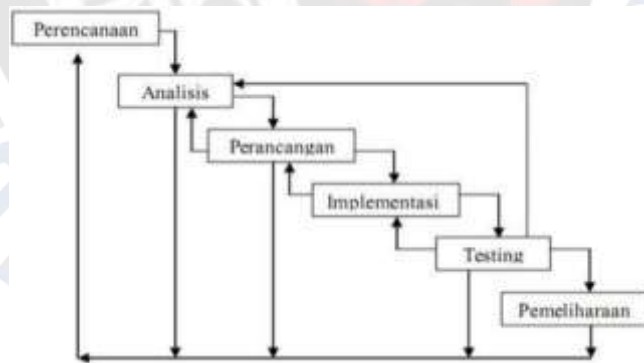 Perencanaan
Analisis
Perancangan
Implementasi
Testing
Pemeliharaan